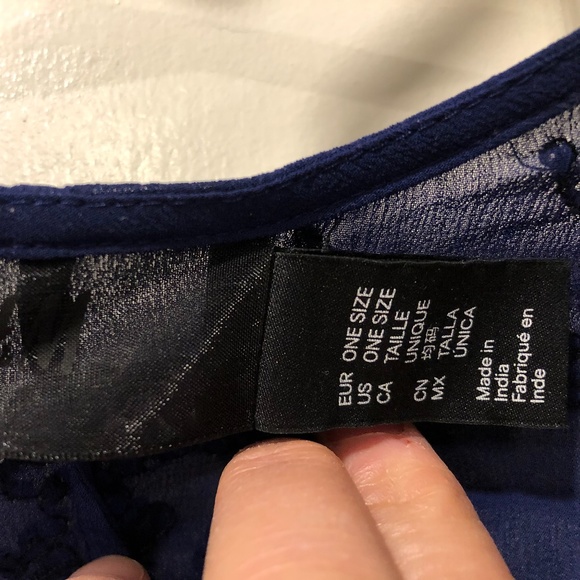 EUR ONE SIZE
US ONE SIZE
CA TAILLE
UNIQUE
CN 均码
MX TALLA
ÚNICA
Made in
India
Fabriqué en
Inde